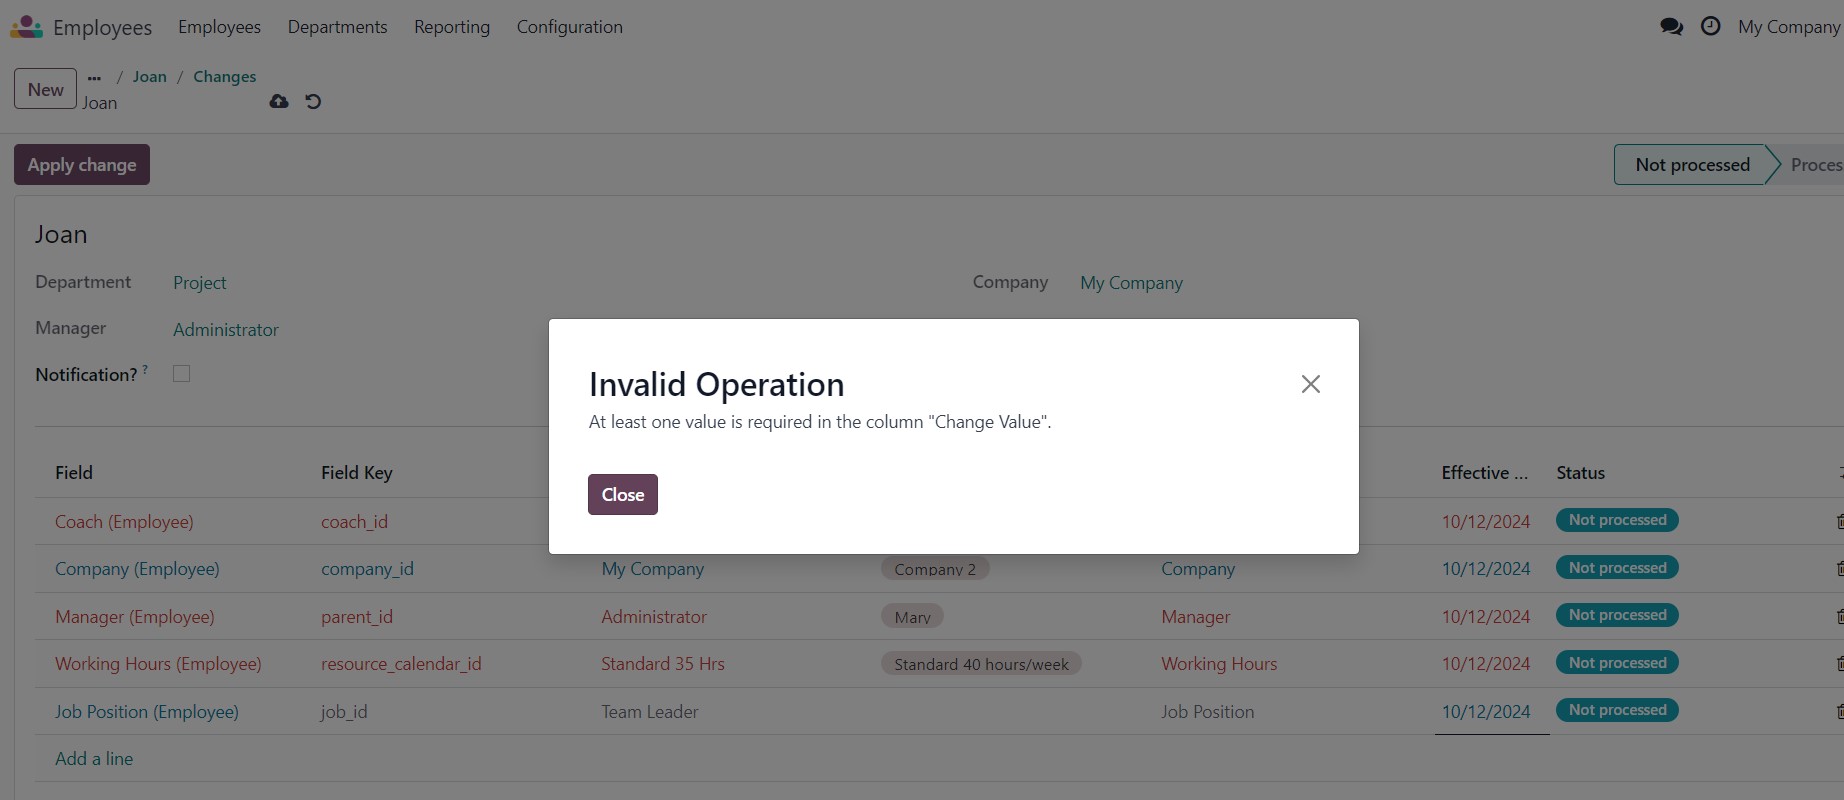 Employees Employees Departments Reporting Configuration My Company
New ... / Joan / Changes
Joan
Apply change Not processed Proces
Joan
Department Project Company My Company
Manager Administrator
Notification? ?
Invalid Operation
At least one value is required in the column "Change Value".
Close
Field Field Key Effective ... Status
Coach (Employee) coach_id 10/12/2024 Not processed
Company (Employee) company_id My Company Company 2 Company 10/12/2024 Not processed
Manager (Employee) parent_id Administrator Mary Manager 10/12/2024 Not processed
Working Hours (Employee) resource_calendar_id Standard 35 Hrs Standard 40 hours/week Working Hours 10/12/2024 Not processed
Job Position (Employee) job_id Team Leader Job Position 10/12/2024 Not processed
Add a line